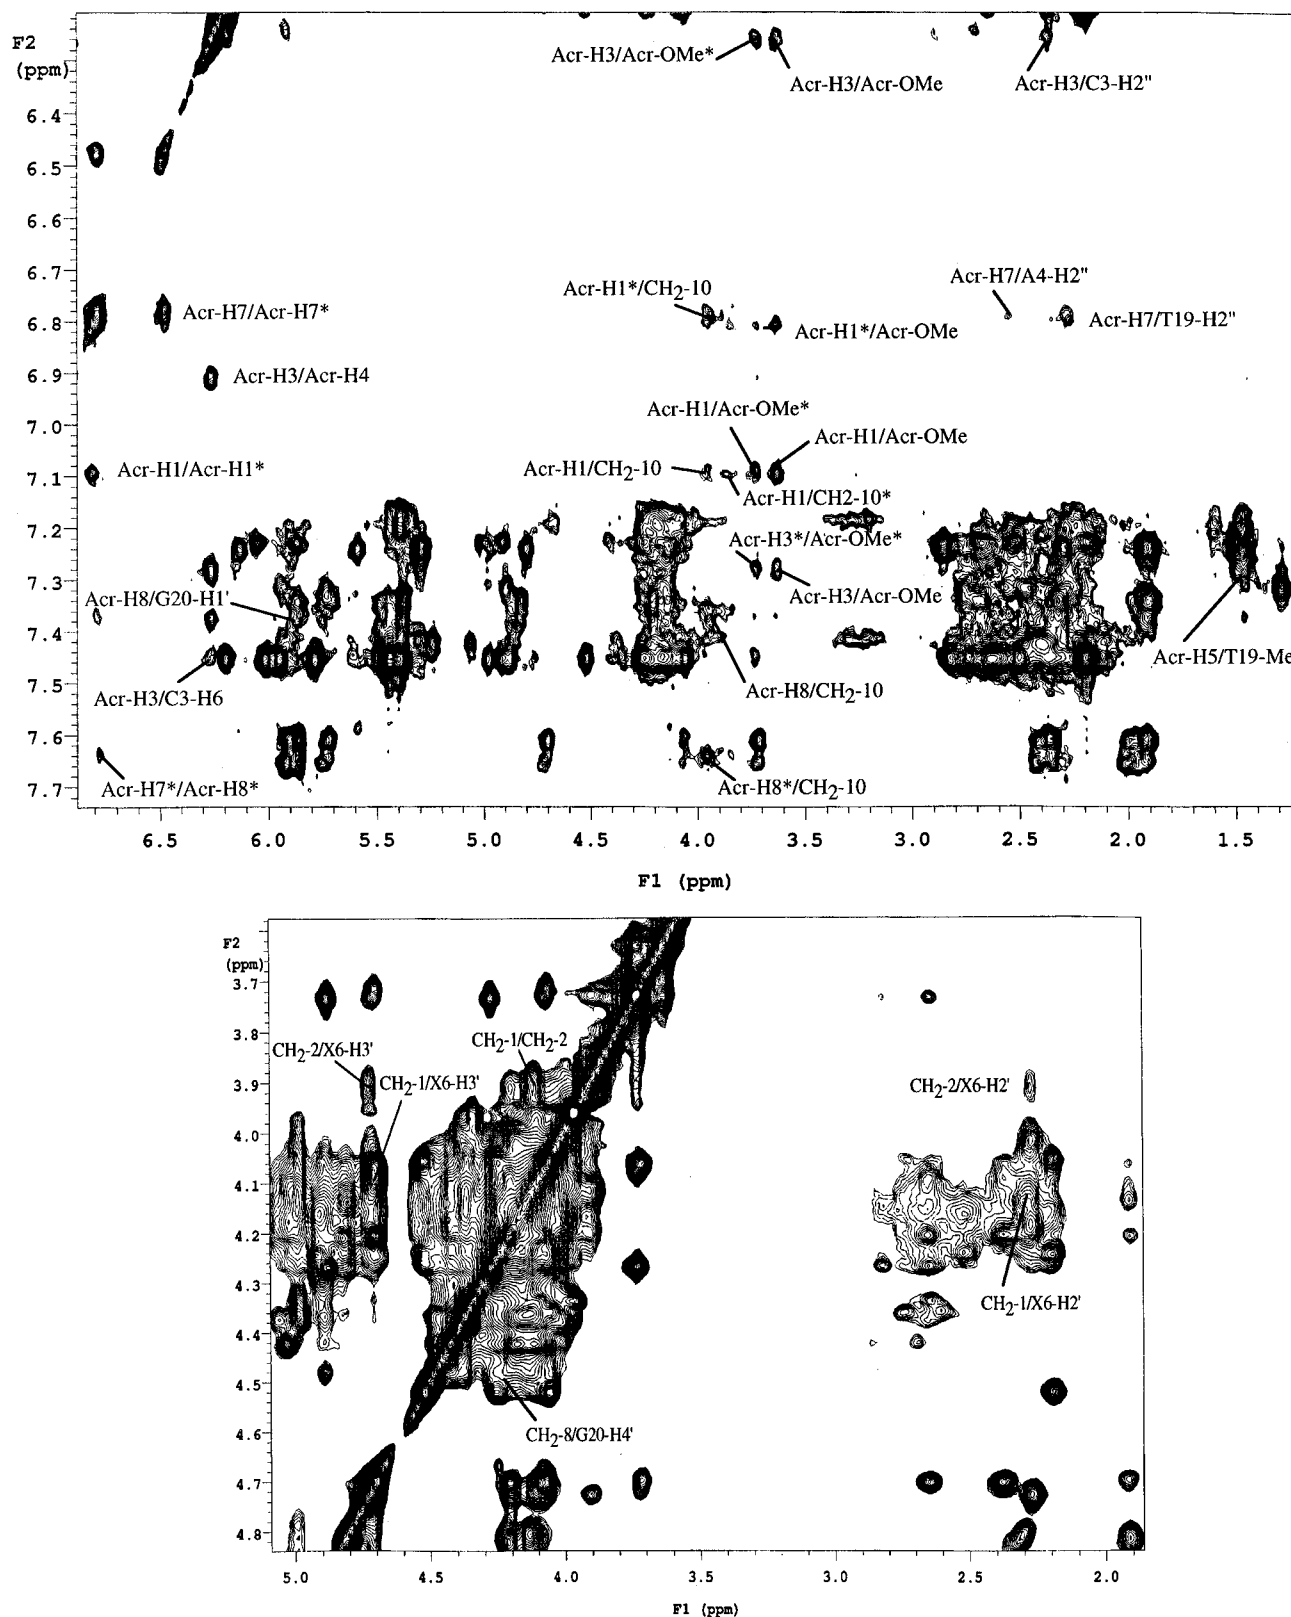 F2
(ppm)
Acr-H3/Acr-OMe*
Acr-H3/Acr-OMe
Acr-H3/C3-H2"
6.4
6.5
6.6
6.7
6.8
6.9
7.0
7.1
7.2
7.3
7.4
7.5
7.6
7.7
Acr-H7/A4-H2"
Acr-H1*/CH2-10
Acr-H7/Acr-H7*
Acr-H7/T19-H2"
Acr-H1*/Acr-OMe
Acr-H3/Acr-H4
Acr-H1/Acr-OMe*
Acr-H1/Acr-OMe
Acr-H1/Acr-H1*
Acr-H1/CH2-10
Acr-H1/CH2-10*
Acr-H3*/Acr-OMe*
Acr-H3/Acr-OMe
Acr-H8/G20-H1'
Acr-H5/T19-Me
Acr-H3/C3-H6
Acr-H8/CH2-10
Acr-H7*/Acr-H8*
Acr-H8*/CH2-10
6.5 6.0 5.5 5.0 4.5 4.0 3.5 3.0 2.5 2.0 1.5
F1 (ppm)
F2
(ppm)
3.7
3.8
3.9
4.0
4.1
4.2
4.3
4.4
4.5
4.6
4.7
4.8
CH2-2/X6-H3'
CH2-1/CH2-2
CH2-1/X6-H3'
CH2-2/X6-H2'
CH2-1/X6-H2'
CH2-8/G20-H4'
5.0 4.5 4.0 3.5 3.0 2.5 2.0
F1 (ppm)